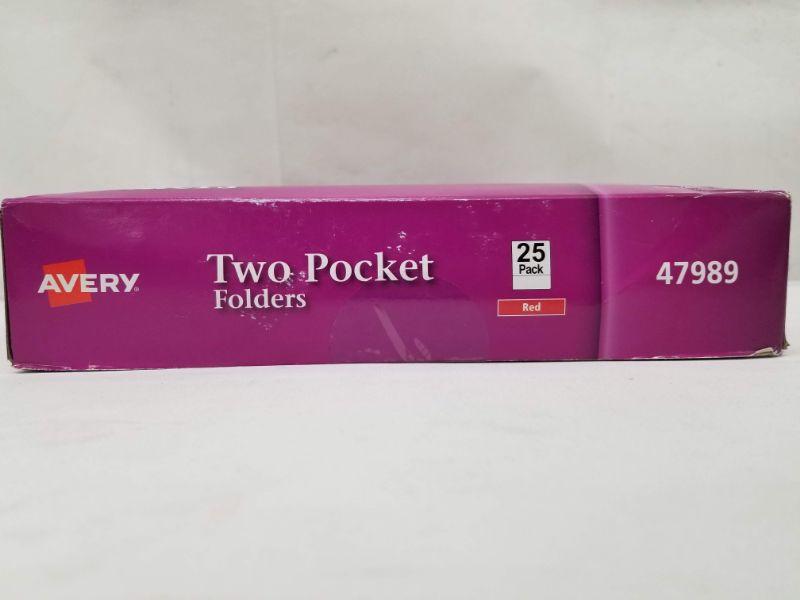 AVERY
Two Pocket
Folders
25
Pack
Red
47989